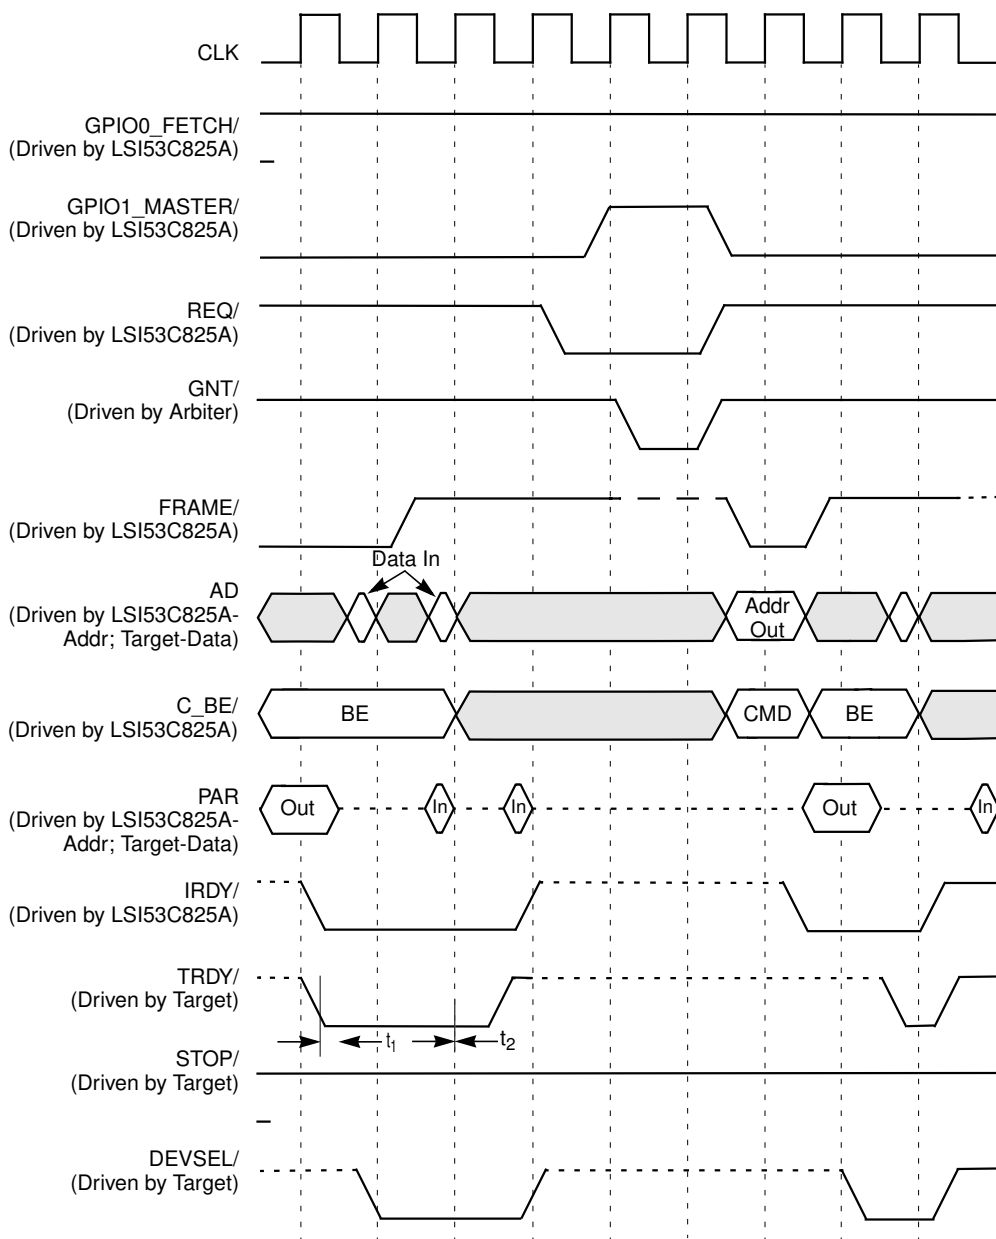 CLK
GPIO0_FETCH/
(Driven by LSI53C825A)
GPIO1_MASTER/
(Driven by LSI53C825A)
REQ/
(Driven by LSI53C825A)
GNT/
(Driven by Arbiter)
FRAME/
(Driven by LSI53C825A)
Data In
AD
(Driven by LSI53C825A-
Addr; Target-Data)
Addr
Out
C_BE/
(Driven by LSI53C825A)
BE
CMD
BE
PAR
(Driven by LSI53C825A-
Addr; Target-Data)
Out
In
In
Out
In
IRDY/
(Driven by LSI53C825A)
TRDY/
(Driven by Target)
t1
t2
STOP/
(Driven by Target)
DEVSEL/
(Driven by Target)